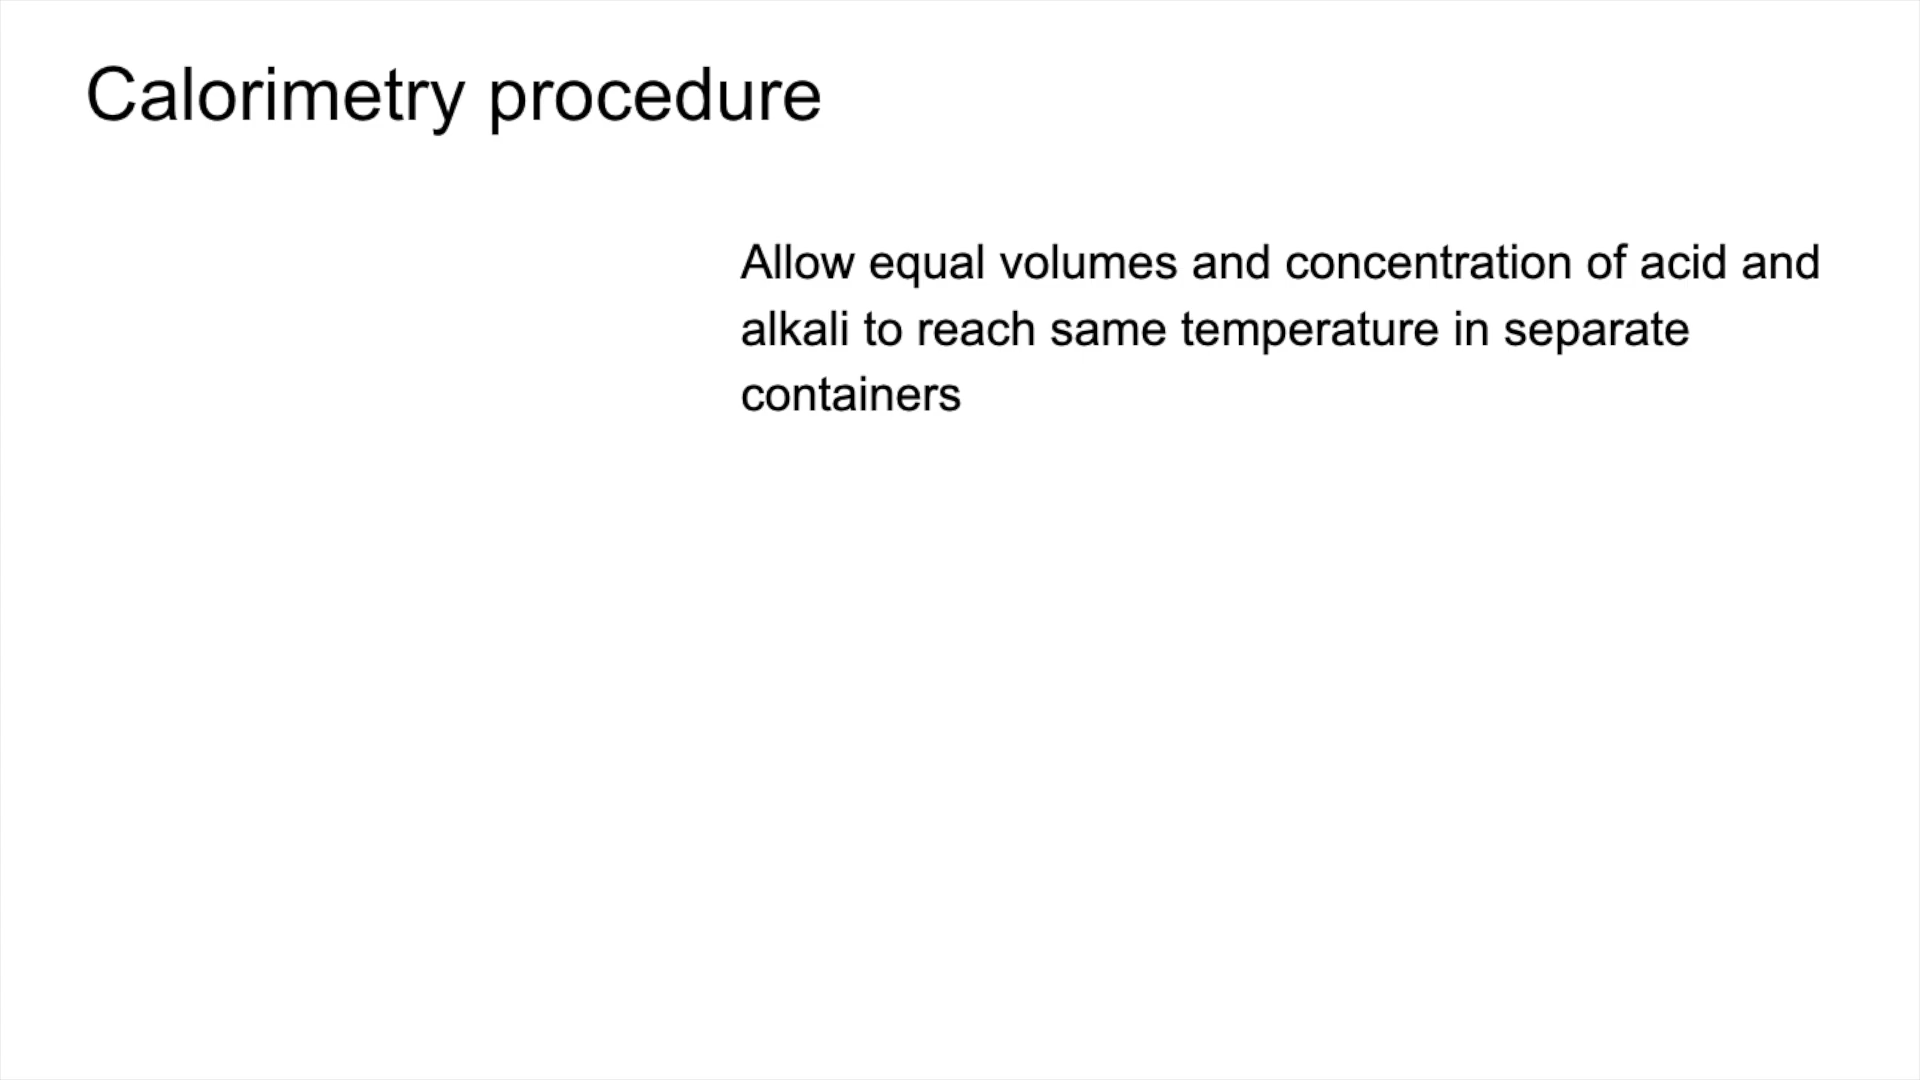 Calorimetry procedure
Allow equal volumes and concentration of acid and
alkali to reach same temperature in separate
containers